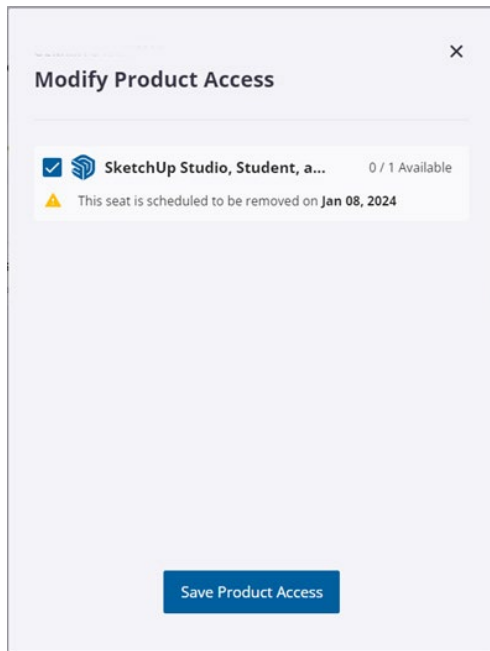 Modify Product Access
SketchUp Studio, Student, a... 0 / 1 Available
This seat is scheduled to be removed on Jan 08, 2024
Save Product Access